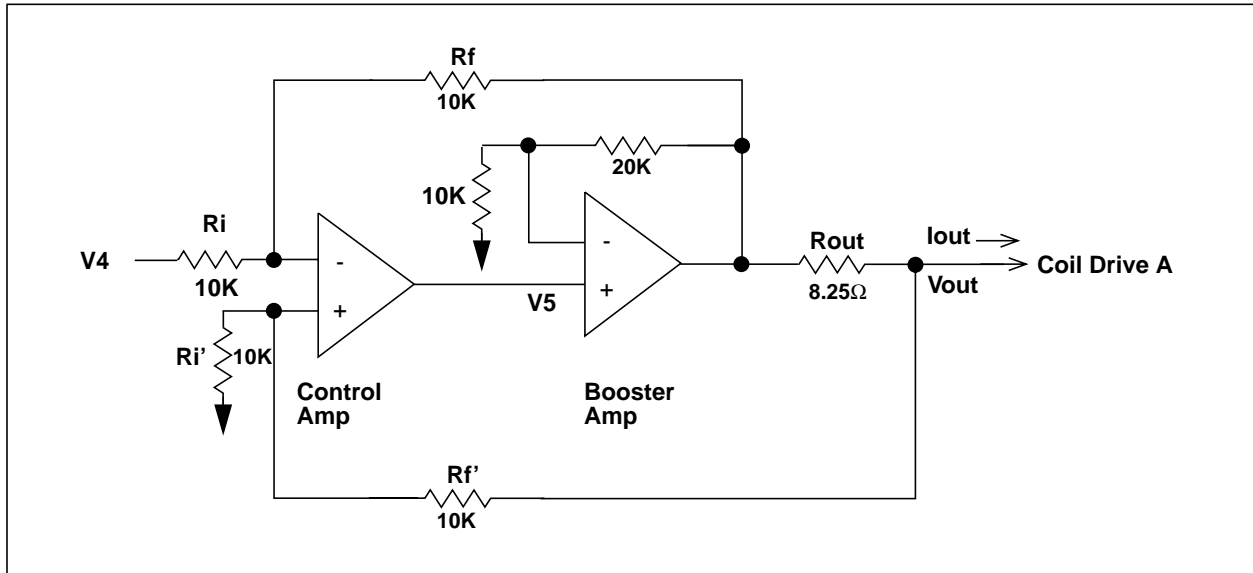 Rf
10K
20K
10K
Ri
V4
10K
-
+
V5
-
+
Rout
8.25Ω
Iout
Vout
Coil Drive A
Ri’
10K
Control
Amp
Booster
Amp
Rf’
10K